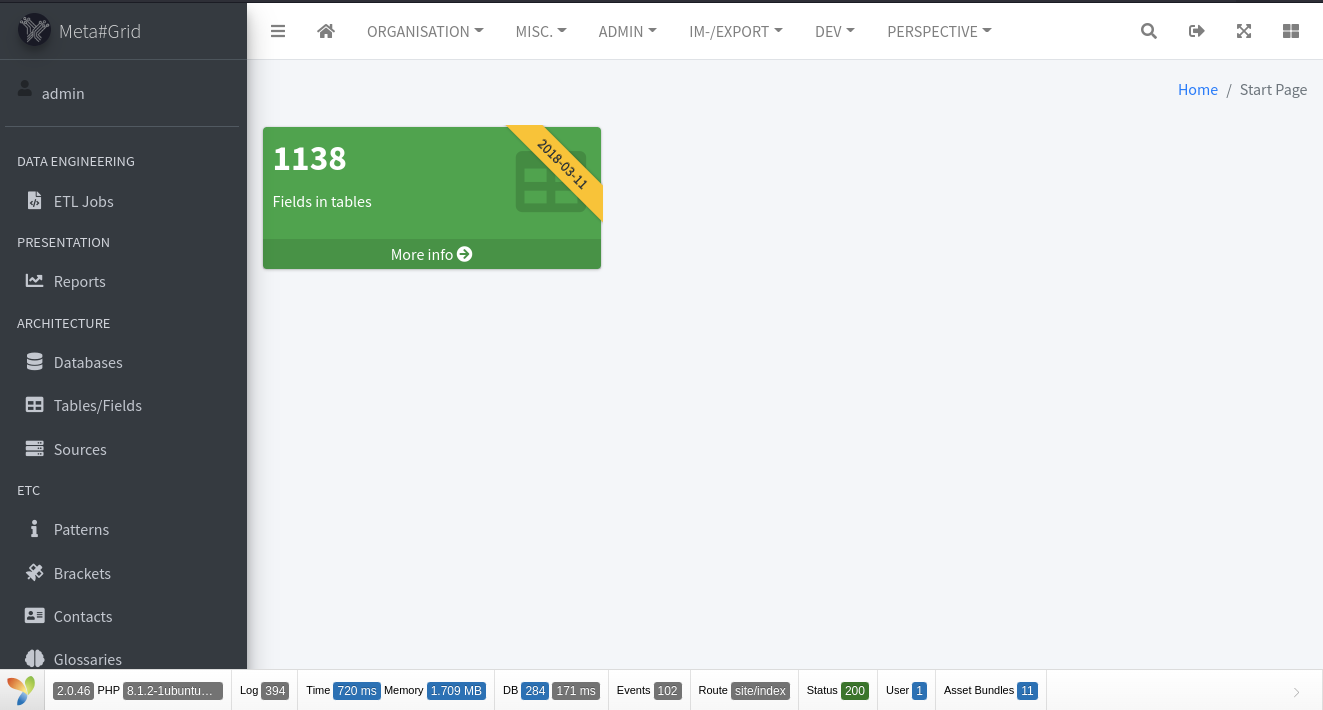 Meta#Grid
ORGANISATION MISC. ADMIN IM-/EXPORT DEV PERSPECTIVE
admin
Home / Start Page
DATA ENGINEERING
ETL Jobs
PRESENTATION
Reports
ARCHITECTURE
Databases
Tables/Fields
Sources
ETC
Patterns
Brackets
Contacts
Glossaries
1138
2018-03-11
Fields in tables
More info
2.0.46 PHP 8.1.2-1ubuntu... Log 394 Time 720 ms Memory 1.709 MB DB 284 171 ms Events 102 Route site/index Status 200 User 1 Asset Bundles 11